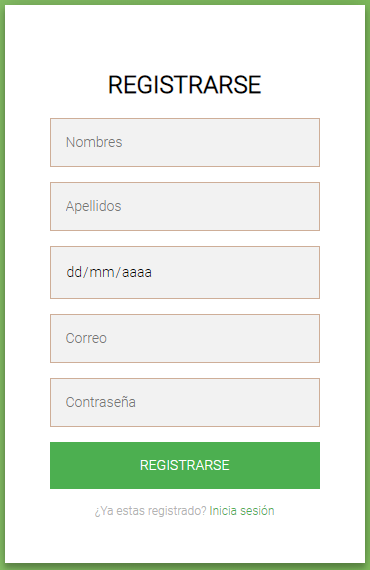 REGISTRARSE
Nombres
Apellidos
dd/mm/aaaa
Correo
Contraseña
REGISTRARSE
¿Ya estas registrado? Inicia sesión